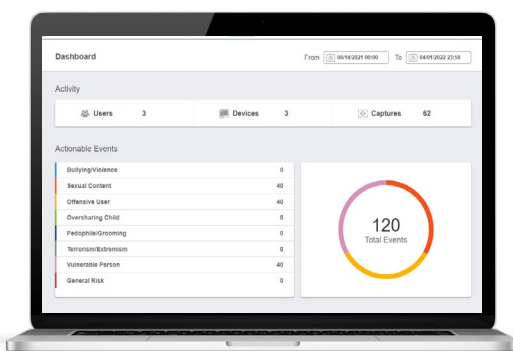 Dashboard From 06/14/2021 00:00 To 04/01/2022 23:59
Activity
Users 3 Devices 3 Captures 62
Actionable Events
Bullying/Violence 0
Sexual Content 40
Offensive User 40
Oversharing Child 0
Pedophile/Grooming 0
Terrorism/Extremism 0
Vulnerable Person 40
General Risk 0
120
Total Events